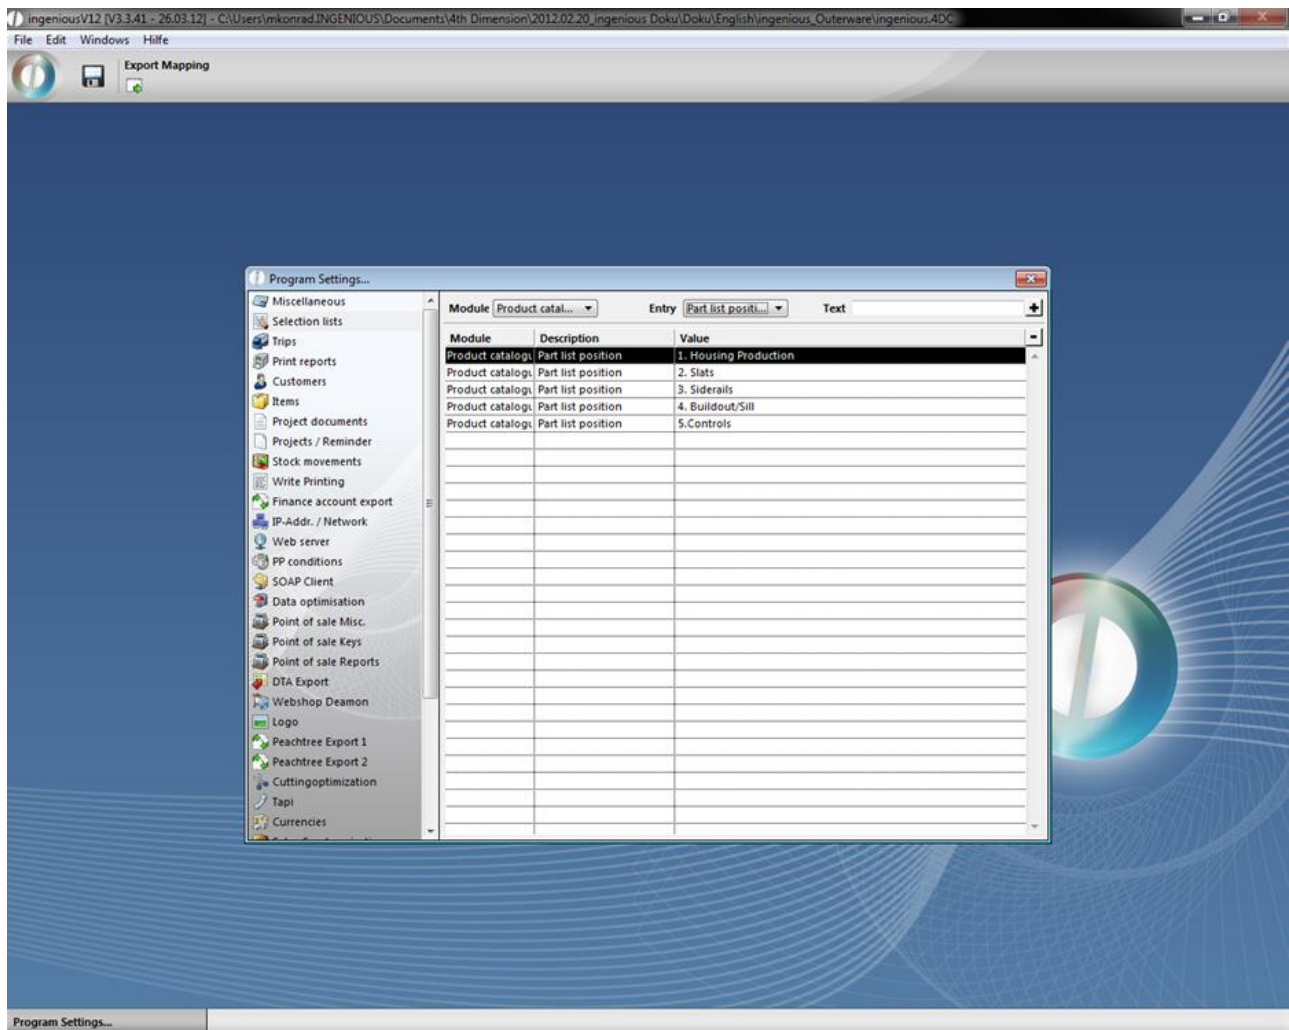 ingeniousV12 [V3.3.41 - 26.03.12] - C:\Users\mkonrad.INGENIOUS\Documents\4th Dimension\2012.02.20_ingenious Doku\Doku\English\ingenious_Outerware\ingenious.4DC
File Edit Windows Hilfe
Export Mapping
Program Settings...
Miscellaneous
Selection lists
Trips
Print reports
Customers
Items
Project documents
Projects / Reminder
Stock movements
Write Printing
Finance account export
IP-Addr. / Network
Web server
PP conditions
SOAP Client
Data optimisation
Point of sale Misc.
Point of sale Keys
Point of sale Reports
DTA Export
Webshop Deamon
Logo
Peachtree Export 1
Peachtree Export 2
Cuttingoptimization
Tapi
Currencies
Module Product catal... Entry Part list positi... Text
Module Description Value
Product catalogu Part list position 1. Housing Production
Product catalogu Part list position 2. Slats
Product catalogu Part list position 3. Siderails
Product catalogu Part list position 4. Buildout/Sill
Product catalogu Part list position 5.Controls
Program Settings...